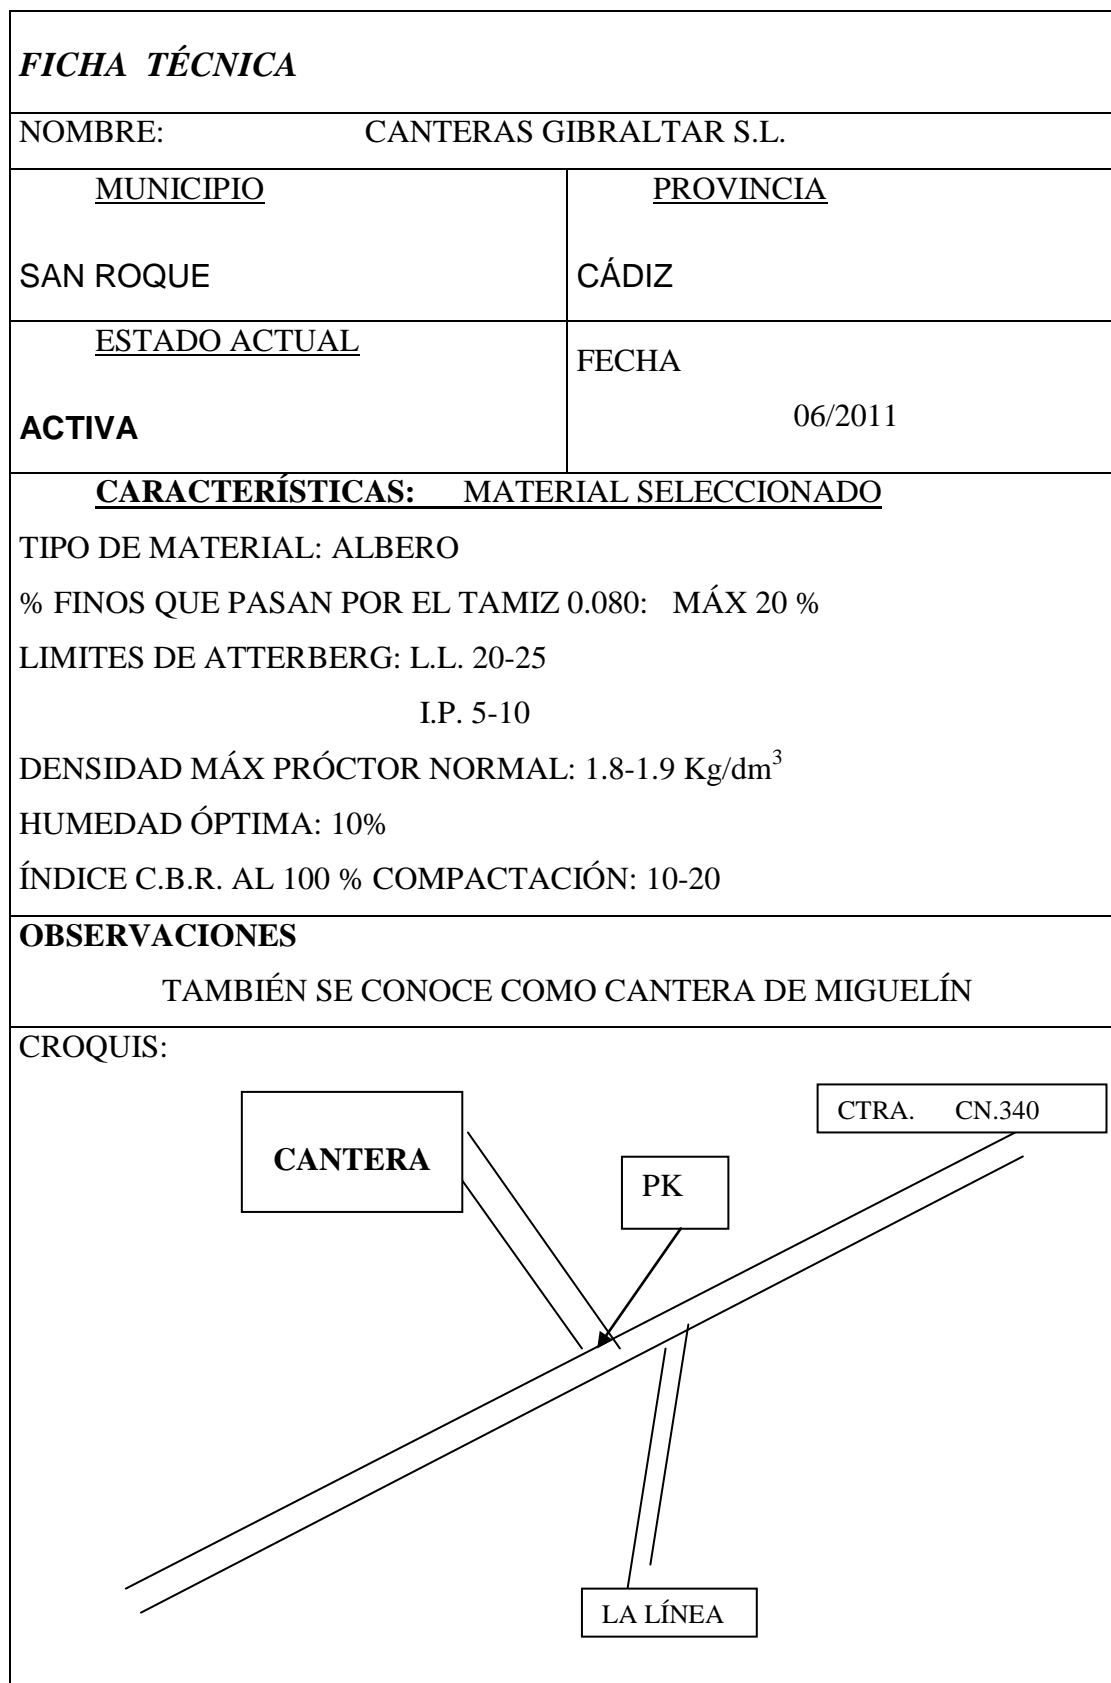 FICHA TÉCNICA
NOMBRE: CANTERAS GIBRALTAR S.L.
MUNICIPIO
SAN ROQUE
PROVINCIA
CÁDIZ
ESTADO ACTUAL
ACTIVA
FECHA
06/2011
CARACTERÍSTICAS: MATERIAL SELECCIONADO
TIPO DE MATERIAL: ALBERO
% FINOS QUE PASAN POR EL TAMIZ 0.080: MÁX 20 %
LIMITES DE ATTERBERG: L.L. 20-25
I.P. 5-10
DENSIDAD MÁX PRÓCTOR NORMAL: 1.8-1.9 Kg/dm³
HUMEDAD ÓPTIMA: 10%
ÍNDICE C.B.R. AL 100 % COMPACTACIÓN: 10-20
OBSERVACIONES
TAMBIÉN SE CONOCE COMO CANTERA DE MIGUELÍN
CROQUIS:
CTRA. CN.340
CANTERA
PK
LA LÍNEA